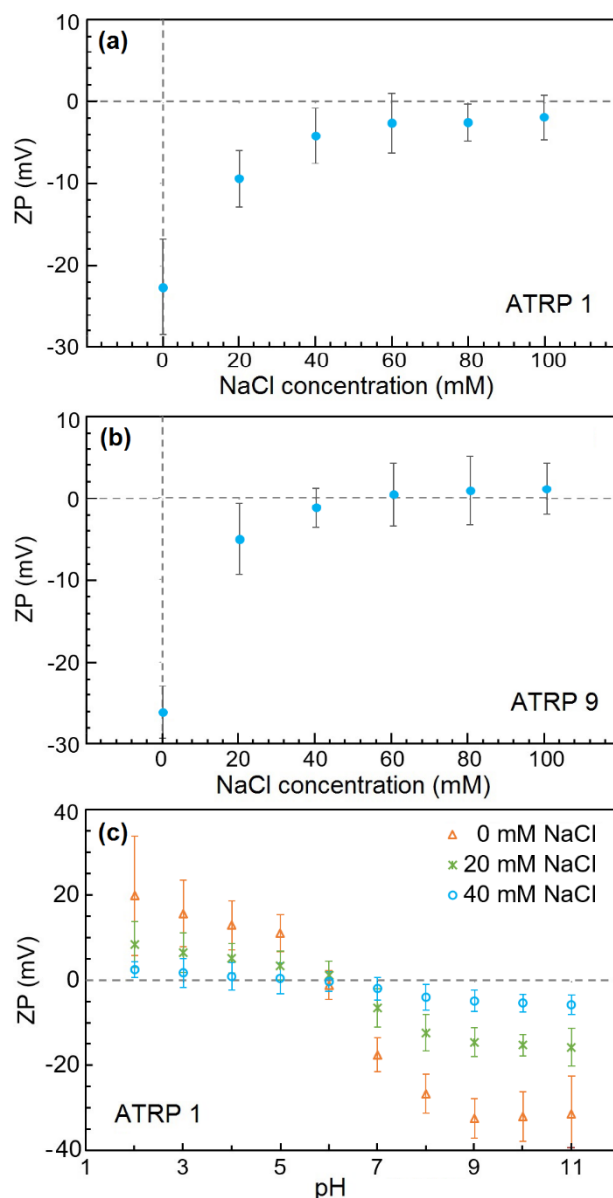 (a)
10
0
-10
-20
-30
ZP (mV)
ATRP 1
0 20 40 60 80 100
NaCl concentration (mM)
(b)
10
0
-10
-20
-30
ZP (mV)
ATRP 9
0 20 40 60 80 100
NaCl concentration (mM)
(c)
40
20
0
-20
-40
ZP (mV)
0 mM NaCl
20 mM NaCl
40 mM NaCl
ATRP 1
1 3 5 7 9 11
pH